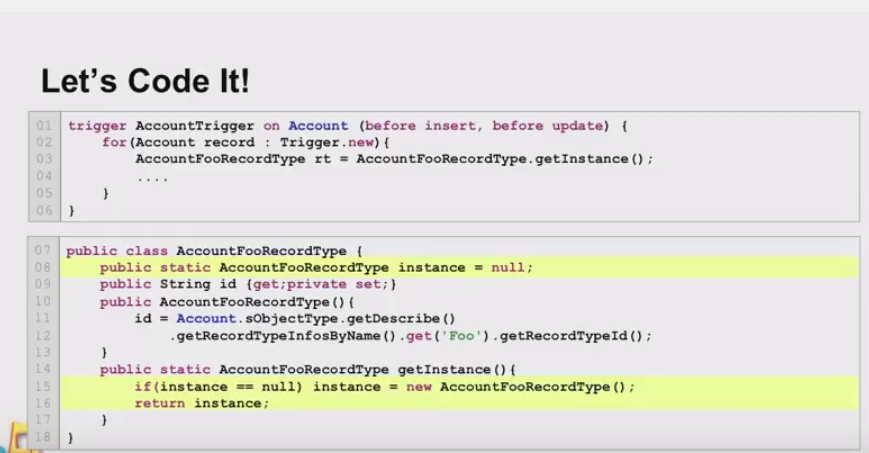 Let's Code It!
01 trigger AccountTrigger on Account (before insert, before update) {
02 for(Account record : Trigger.new){
03 AccountFooRecordType rt = AccountFooRecordType.getInstance();
04 ....
05 }
06 }
07 public class AccountFooRecordType {
08 public static AccountFooRecordType instance = null;
09 public String id {get;private set;}
10 public AccountFooRecordType(){
11 id = Account.sObjectType.getDescribe()
12 .getRecordTypeInfosByName().get('Foo').getRecordTypeId();
13 }
14 public static AccountFooRecordType getInstance(){
15 if(instance == null) instance = new AccountFooRecordType();
16 return instance;
17 }
18 }